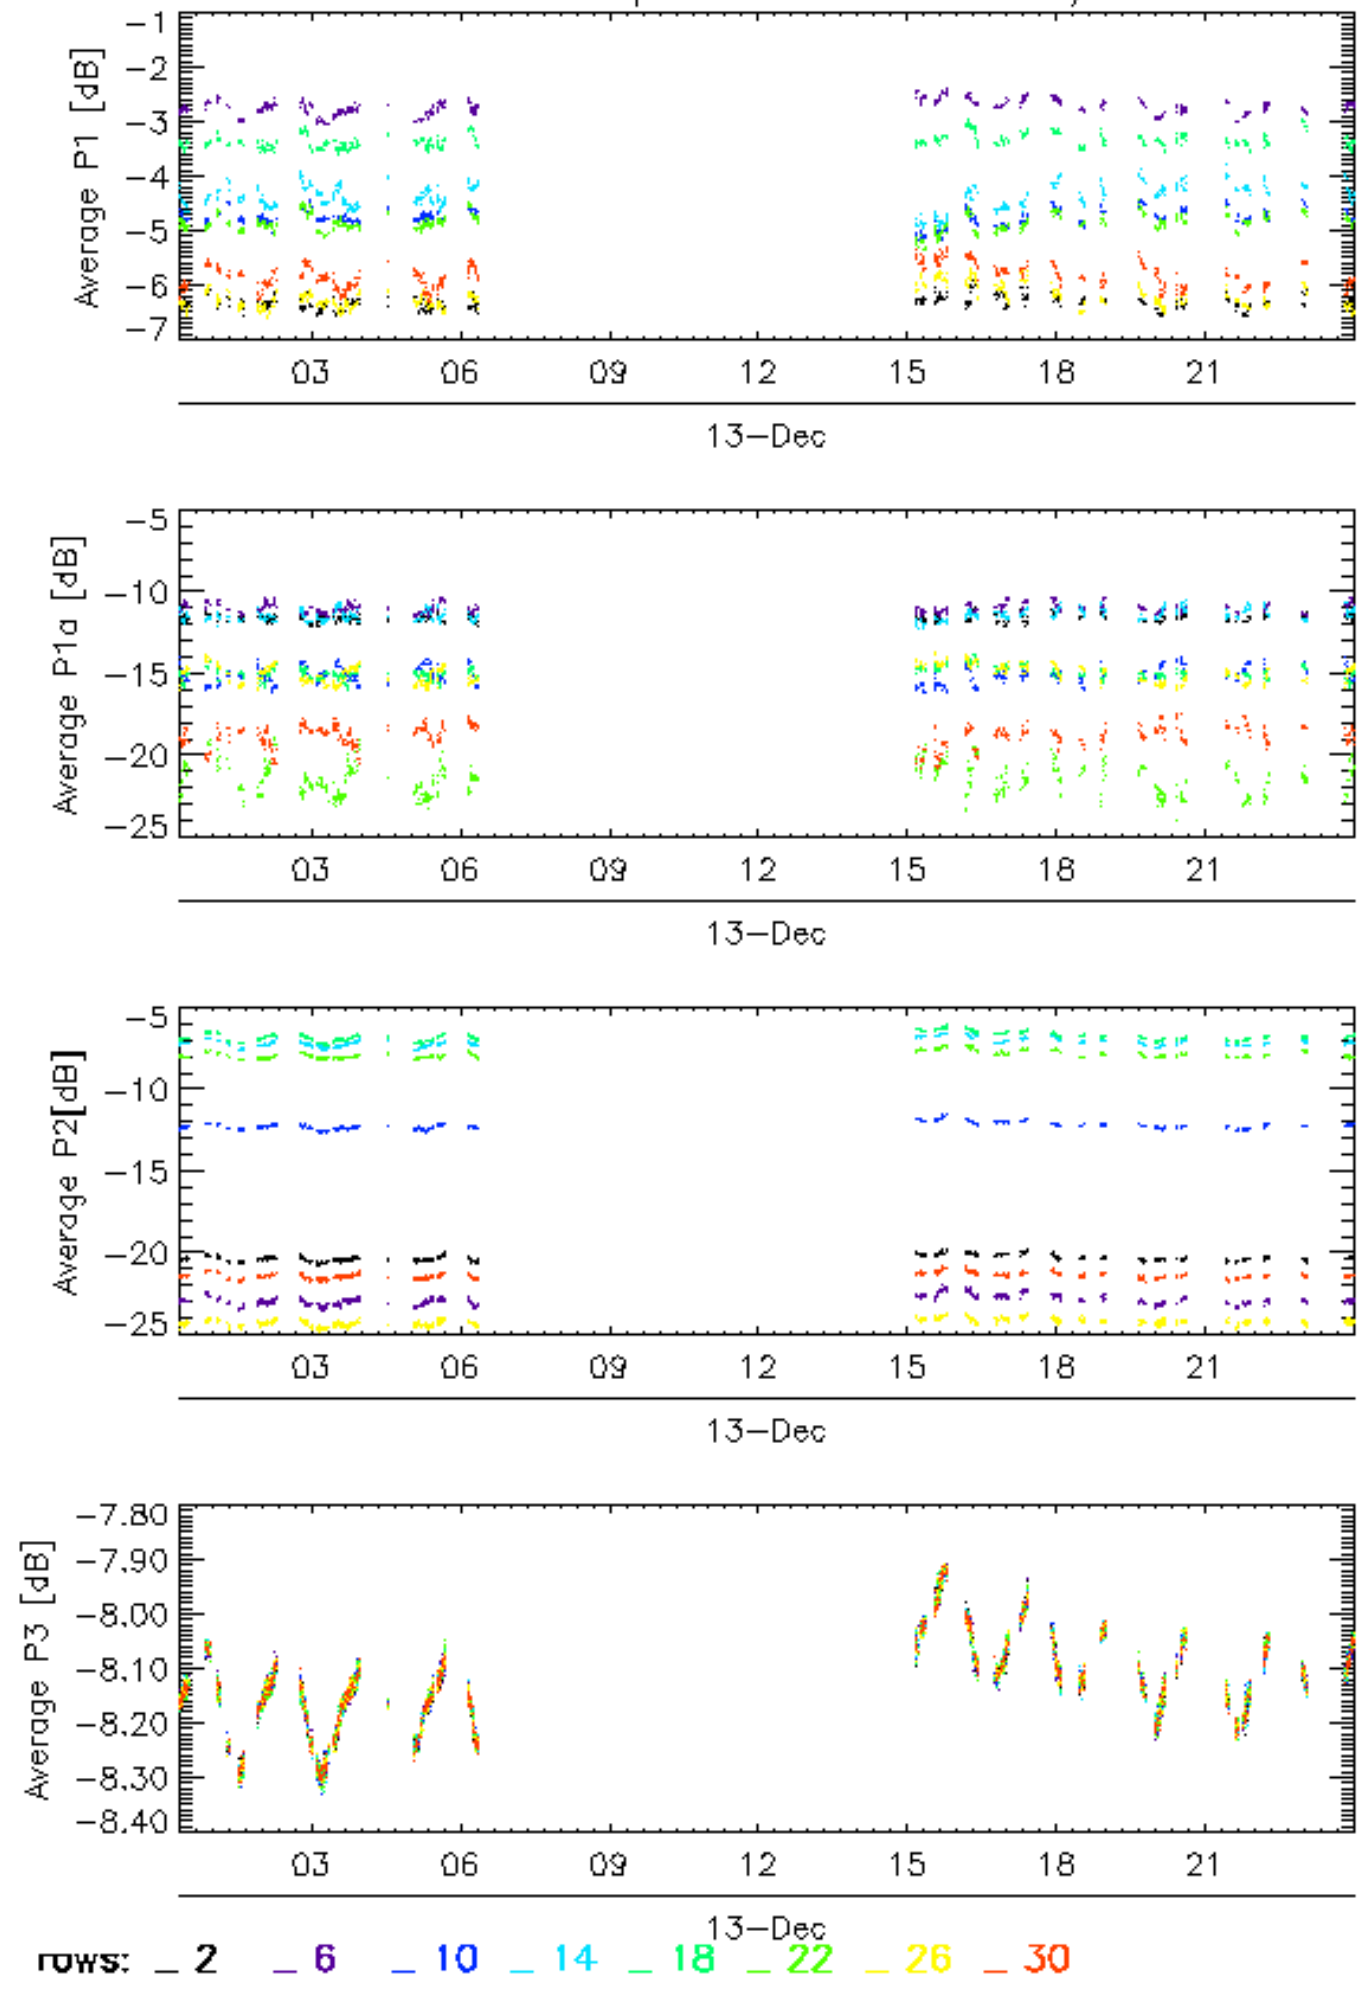 Average P1 [dB]
-1
-2
-3
-4
-5
-6
-7
03 06 09 12 15 18 21
13-Dec
Average P1a [dB]
-5
-10
-15
-20
-25
03 06 09 12 15 18 21
13-Dec
Average P2[dB]
-5
-10
-15
-20
-25
03 06 09 12 15 18 21
13-Dec
Average P3 [dB]
-7.80
-7.90
-8.00
-8.10
-8.20
-8.30
-8.40
03 06 09 12 15 18 21
13-Dec
rows: _ 2 _ 6 _ 10 _ 14 _ 18 _ 22 _ 26 _ 30